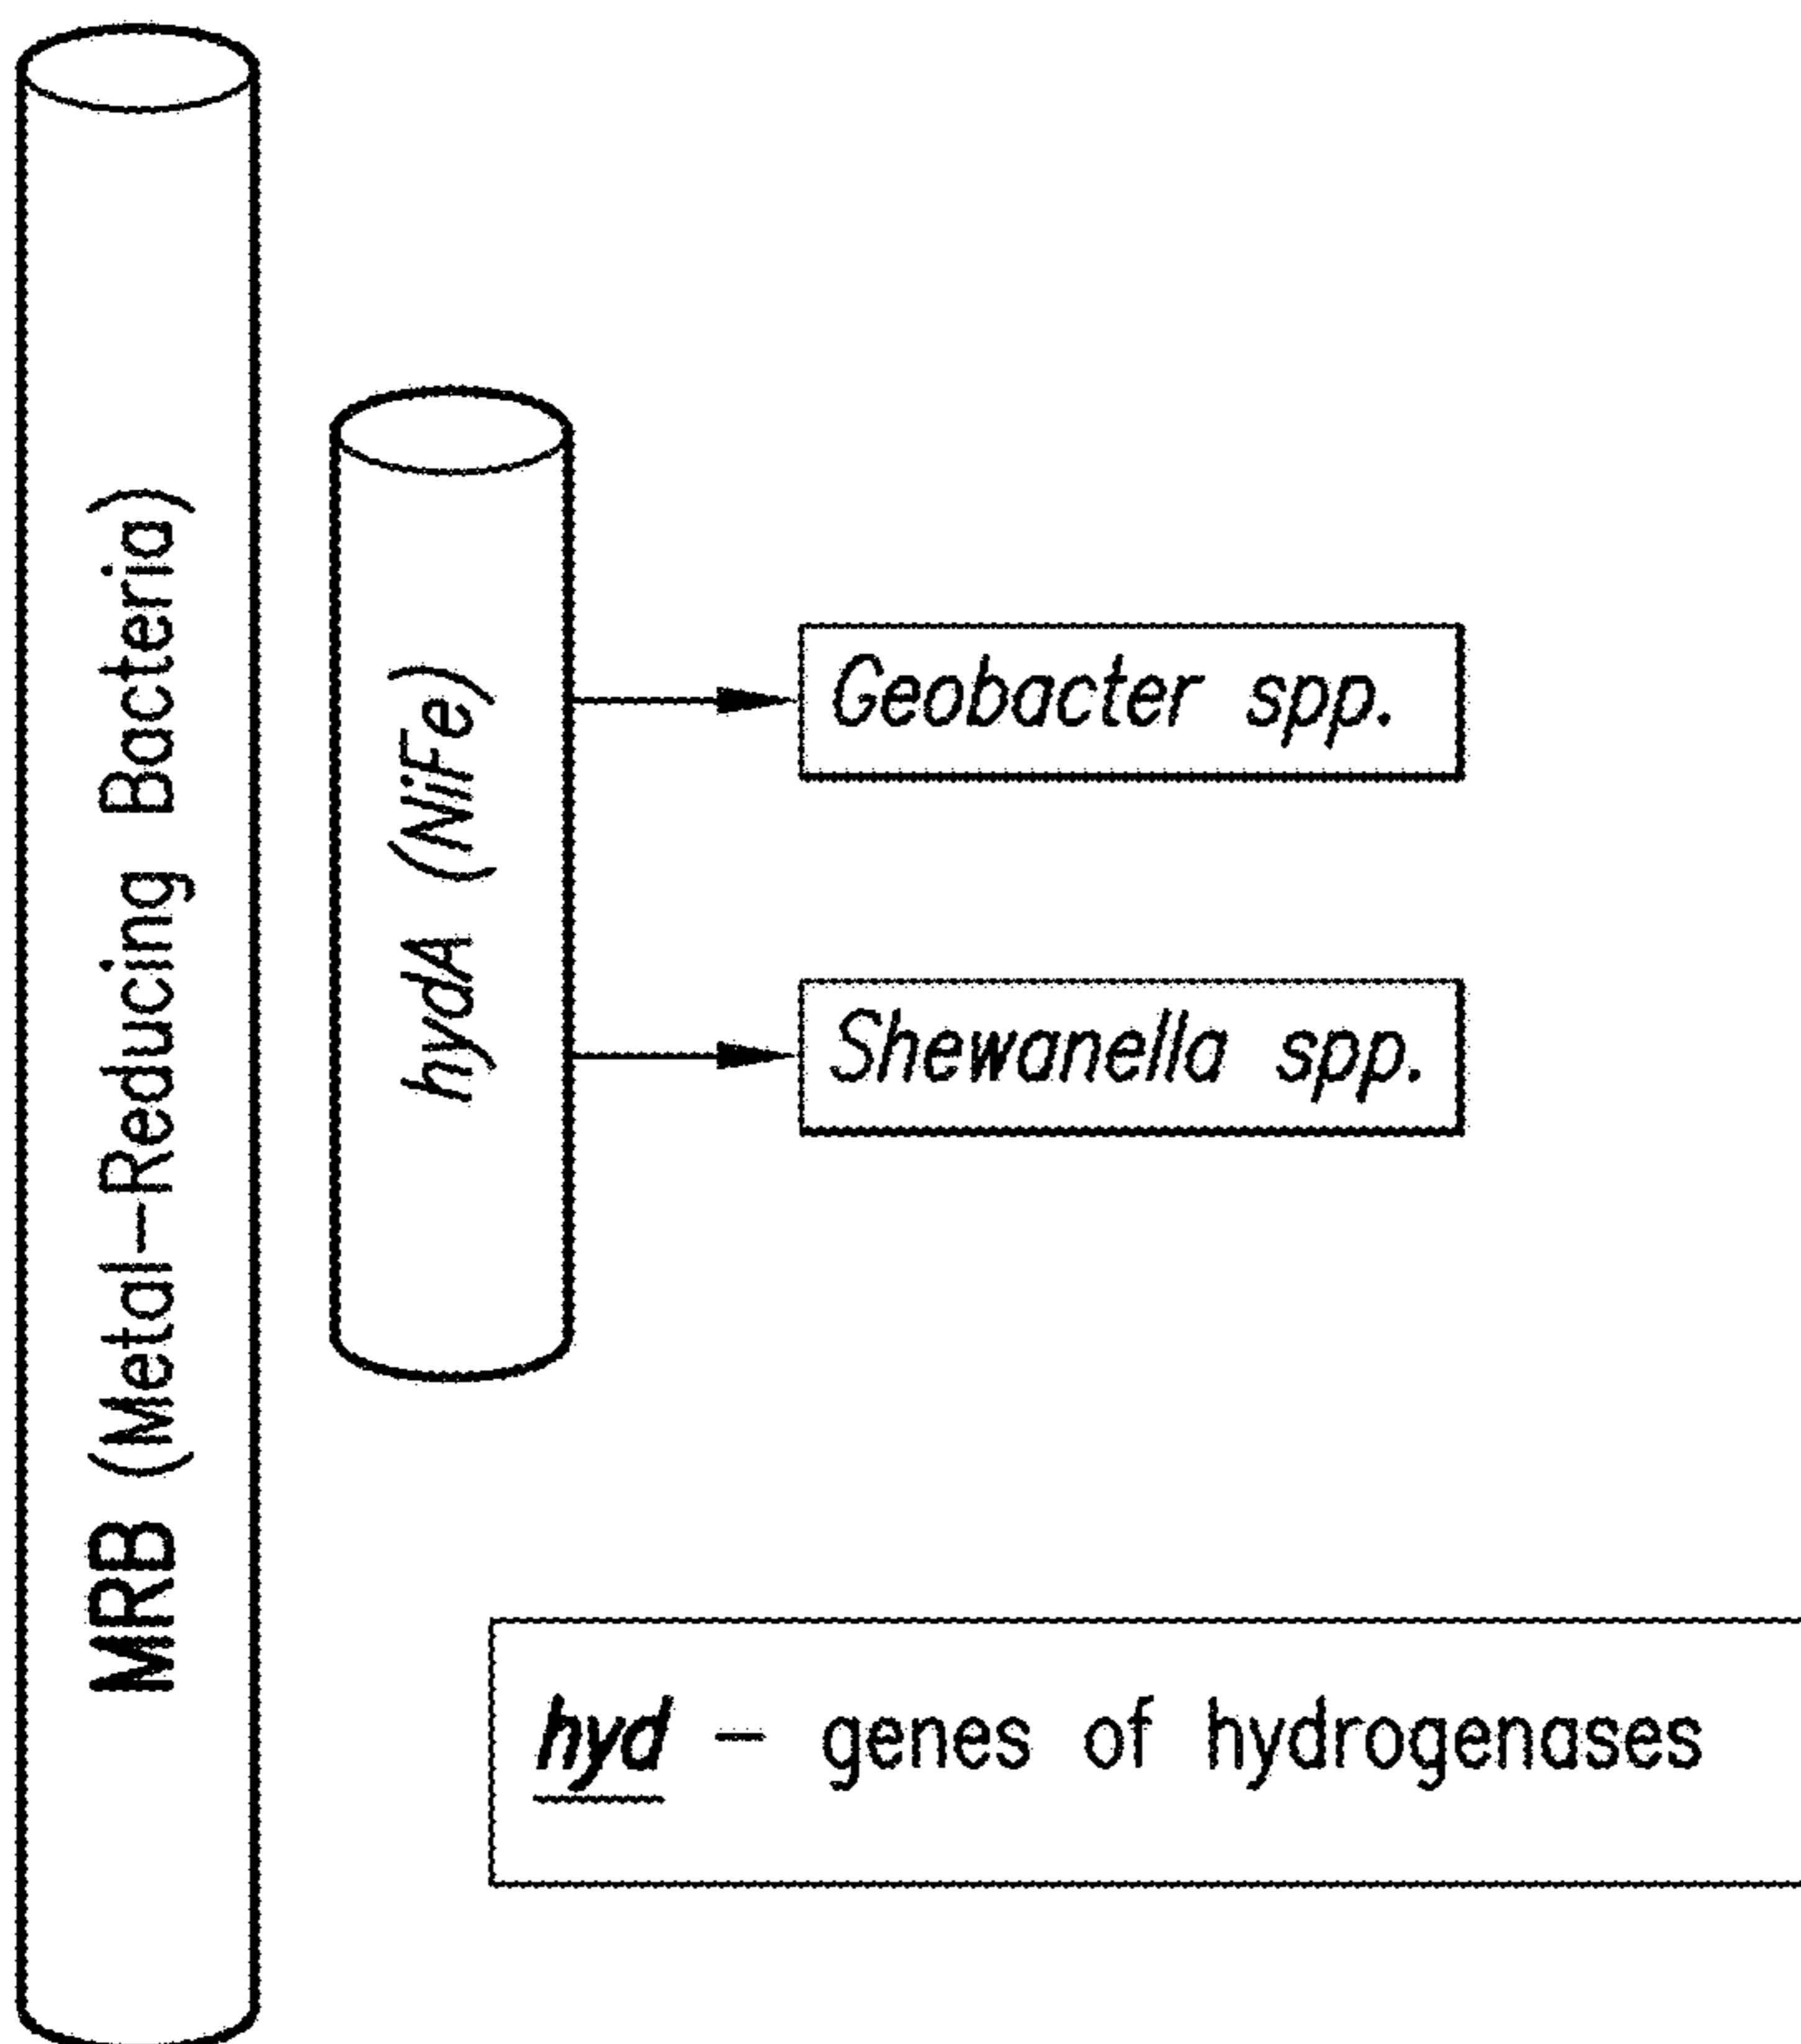 MRB (Metal-Reducing Bacteria)
hydA (NiFe)
Geobacter spp.
Shewanella spp.
hyd - genes of hydrogenases